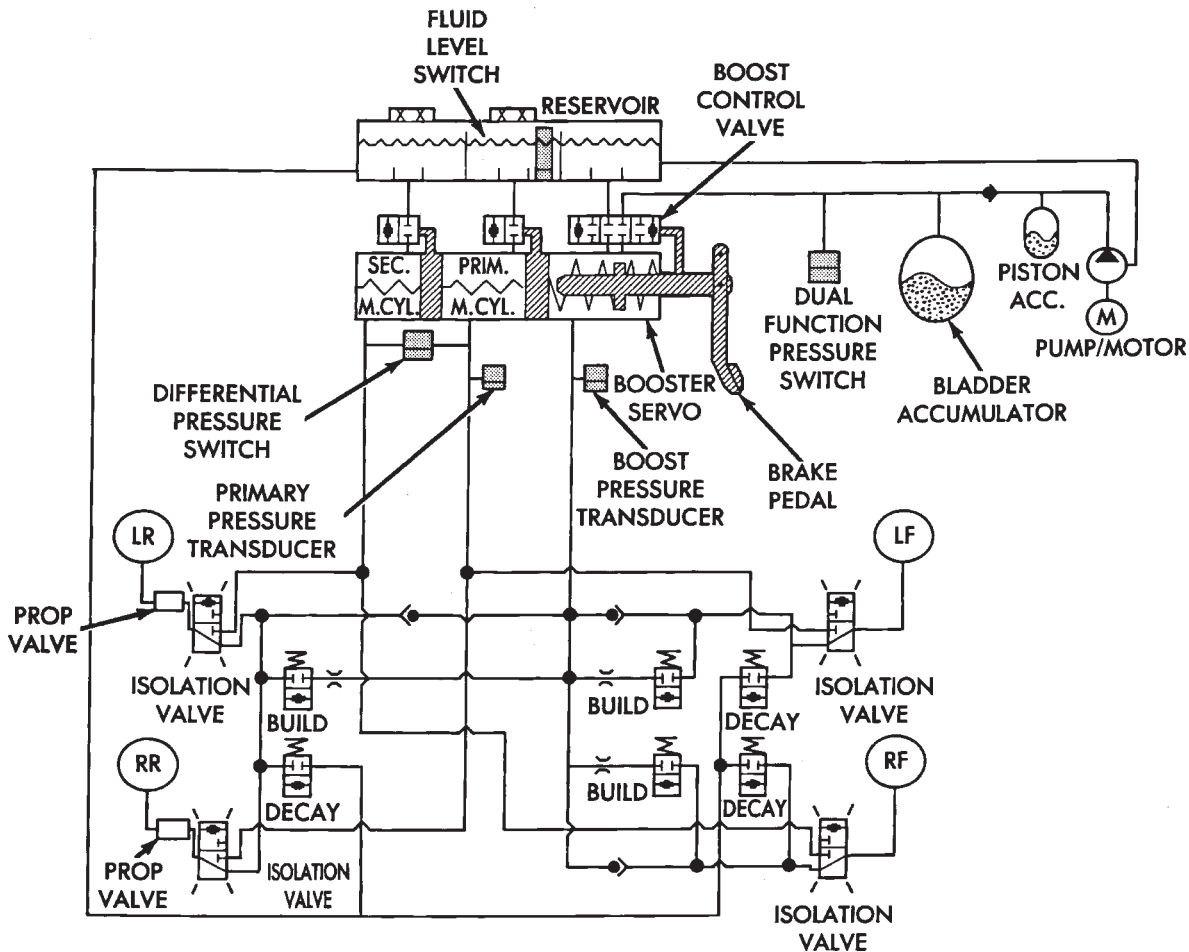 FLUID
LEVEL
SWITCH
RESERVOIR
BOOST
CONTROL
VALVE
SEC.
M.CYL.
PRIM.
M.CYL.
PISTON
ACC.
M
PUMP/MOTOR
DUAL
FUNCTION
PRESSURE
SWITCH
BLADDER
ACCUMULATOR
DIFFERENTIAL
PRESSURE
SWITCH
BOOSTER
SERVO
BRAKE
PEDAL
PRIMARY
PRESSURE
TRANSDUCER
BOOST
PRESSURE
TRANSDUCER
LR
LF
PROP
VALVE
ISOLATION
VALVE
BUILD
BUILD
DECAY
ISOLATION
VALVE
RR
RF
DECAY
BUILD
DECAY
PROP
VALVE
ISOLATION
VALVE
ISOLATION
VALVE